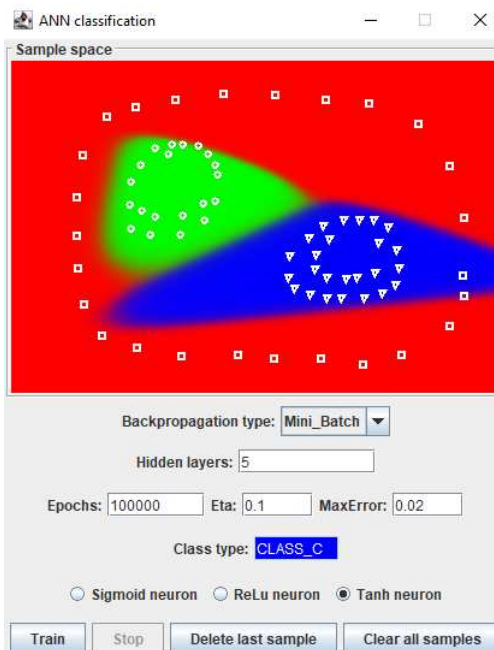 ANN classification
Sample space
Backpropagation type: Mini_Batch
Hidden layers: 5
Epochs: 100000 Eta: 0.1 MaxError: 0.02
Class type: CLASS_C
Sigmoid neuron ReLu neuron Tanh neuron
Train Stop Delete last sample Clear all samples